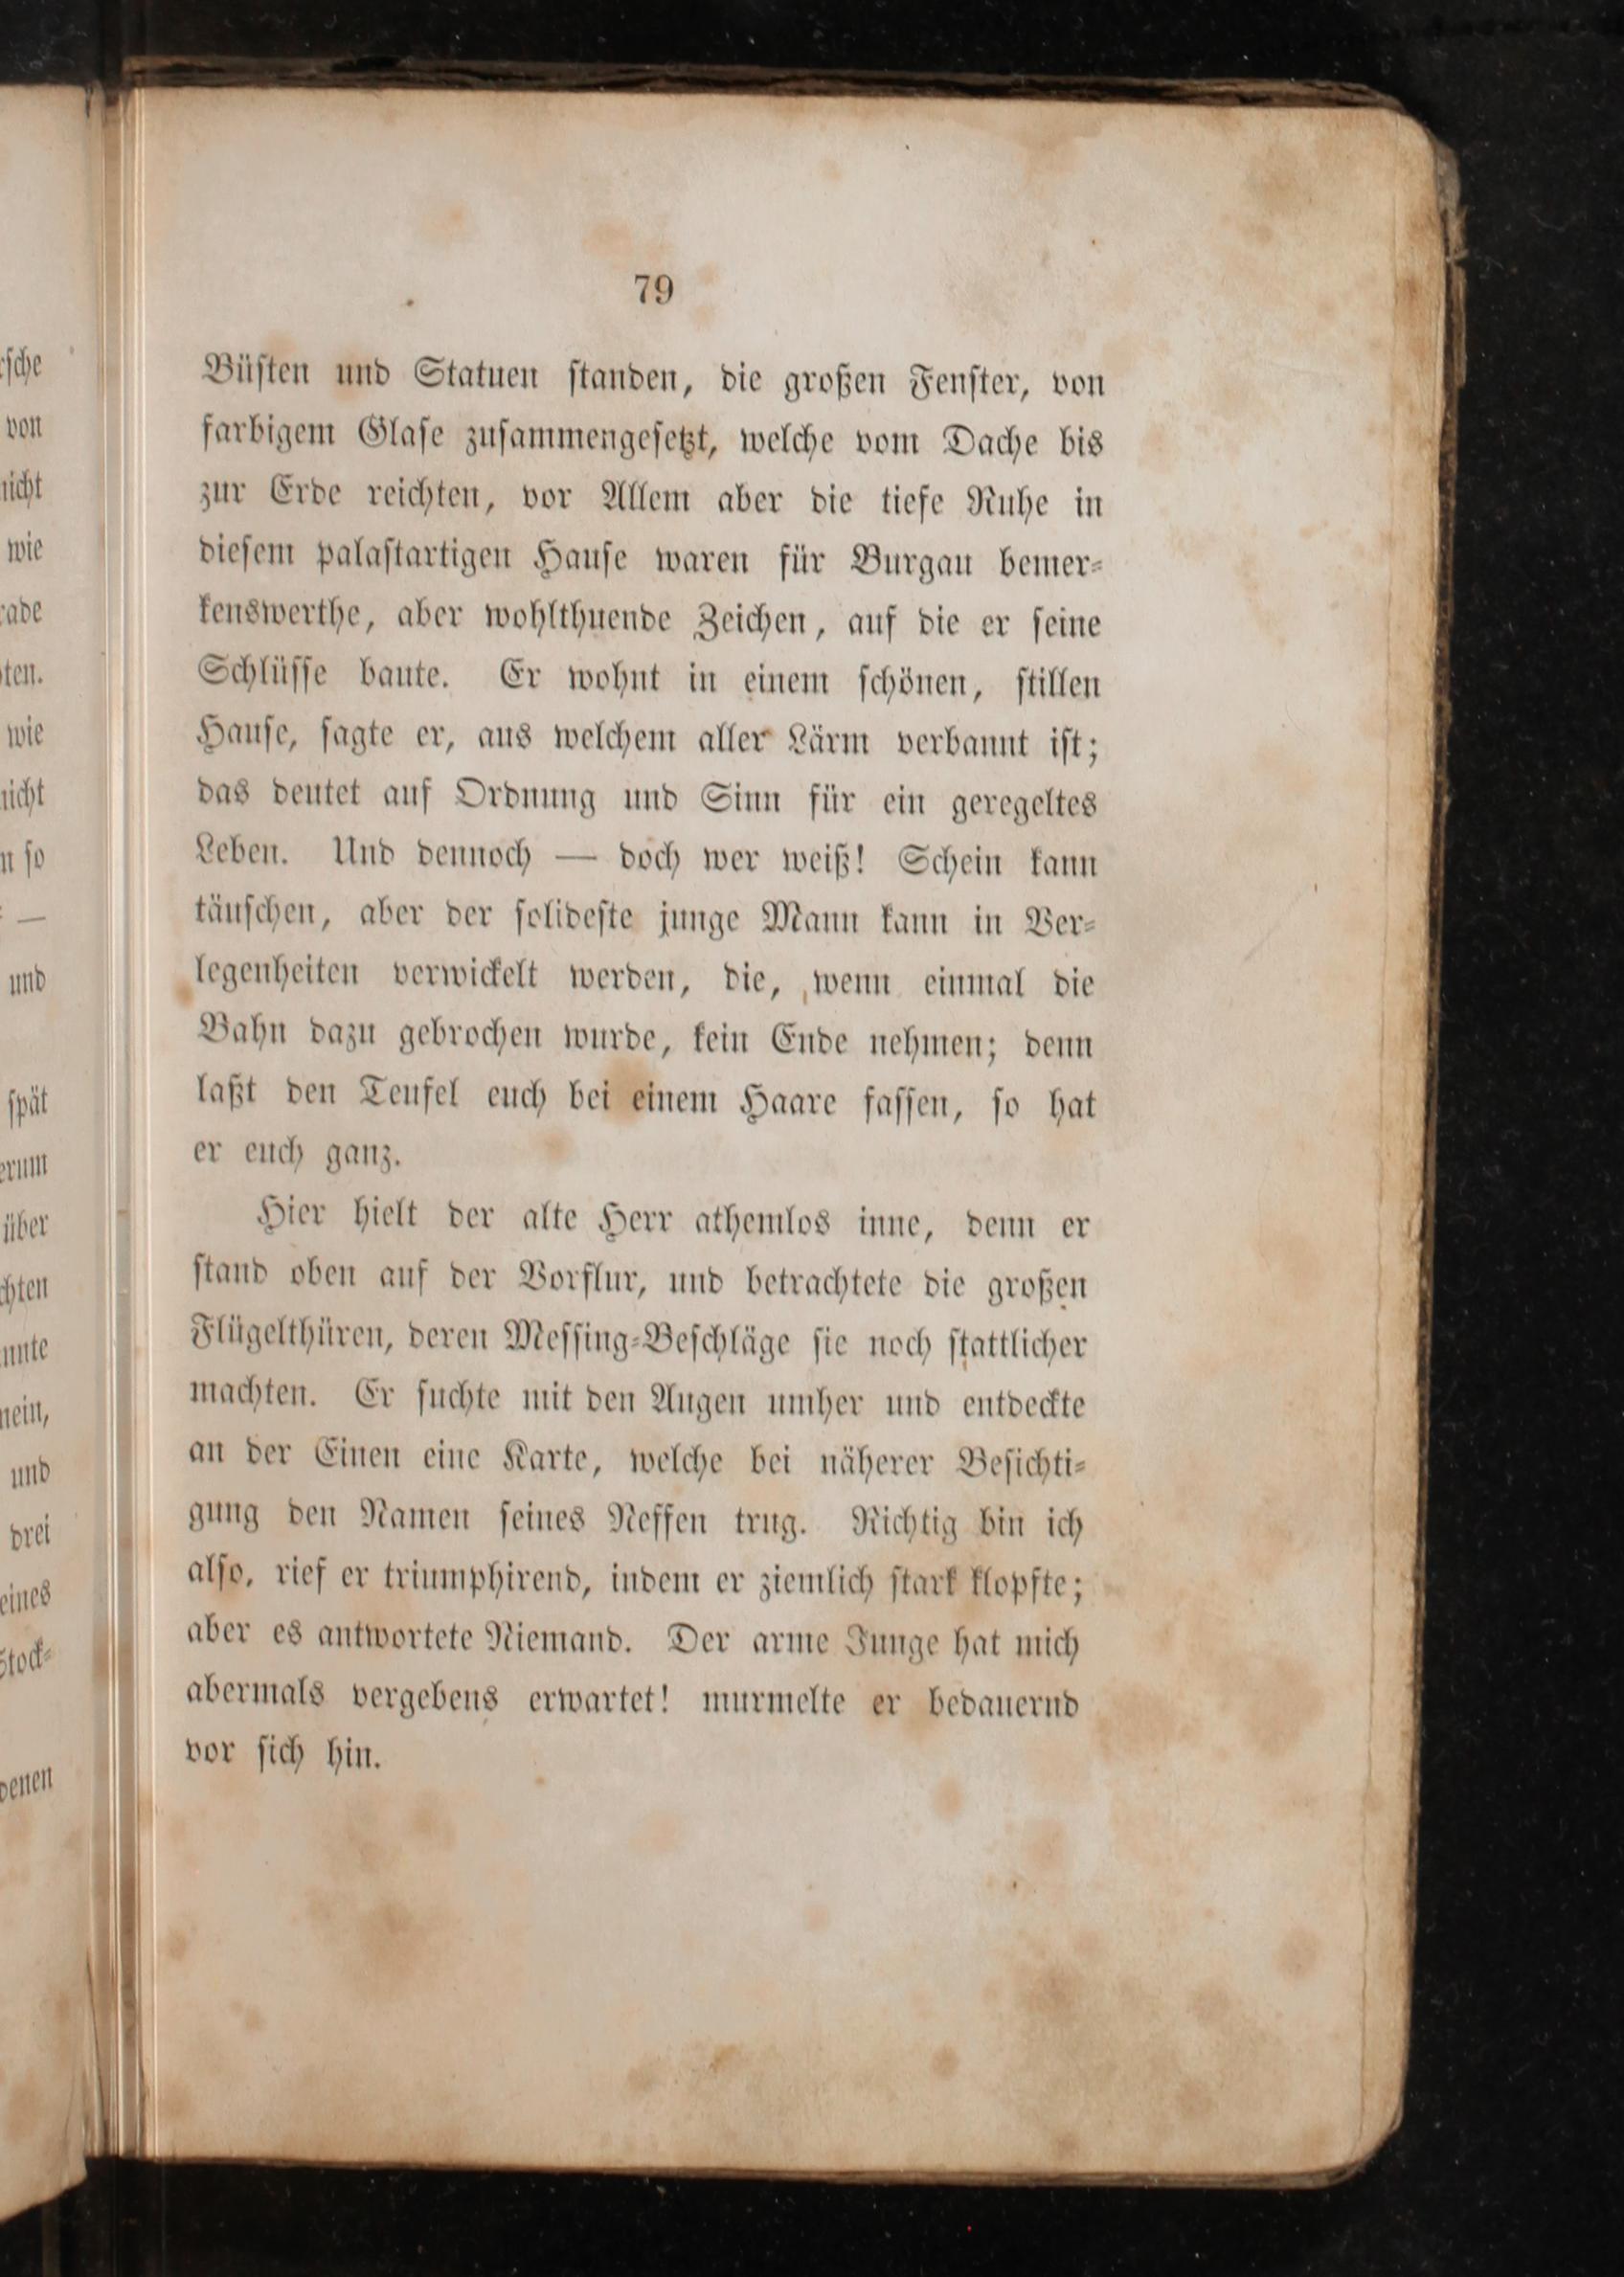 79
Büsten und Statuen standen, die großen Fenster, von
farbigem Glase zusammengesetzt, welche vom Dache bis
zur Erde reichten, vor Allem aber die tiefe Ruhe in
diesem palastartigen Hause waren für Burgau bemer-
kenswerthe, aber wohlthuende Zeichen, auf die er seine
Schlüsse baute. Er wohnt in einem schönen, stillen
Hause, sagte er, aus welchem aller Lärm verbannt ist;
das deutet auf Ordnung und Sinn für ein geregeltes
Leben. Und dennoch — doch wer weiß! Schein kann
täuschen, aber der solideste junge Mann kann in Ver-
legenheiten verwickelt werden, die, wenn einmal die
Bahn dazu gebrochen wurde, kein Ende nehmen; denn
laßt den Teufel euch bei einem Haare fassen, so hat
er euch ganz.
Hier hielt der alte Herr athemlos inne, denn er
stand oben auf der Vorflur, und betrachtete die großen
Flügelthüren, deren Messing-Beschläge sie noch stattlicher
machten. Er suchte mit den Augen umher und entdeckte
an der Einen eine Karte, welche bei näherer Besichti-
gung den Namen seines Neffen trug. Richtig bin ich
also, rief er triumphirend, indem er ziemlich stark klopfte;
aber es antwortete Niemand. Der arme Junge hat mich
abermals vergebens erwartet! murmelte er bedauernd
vor sich hin.